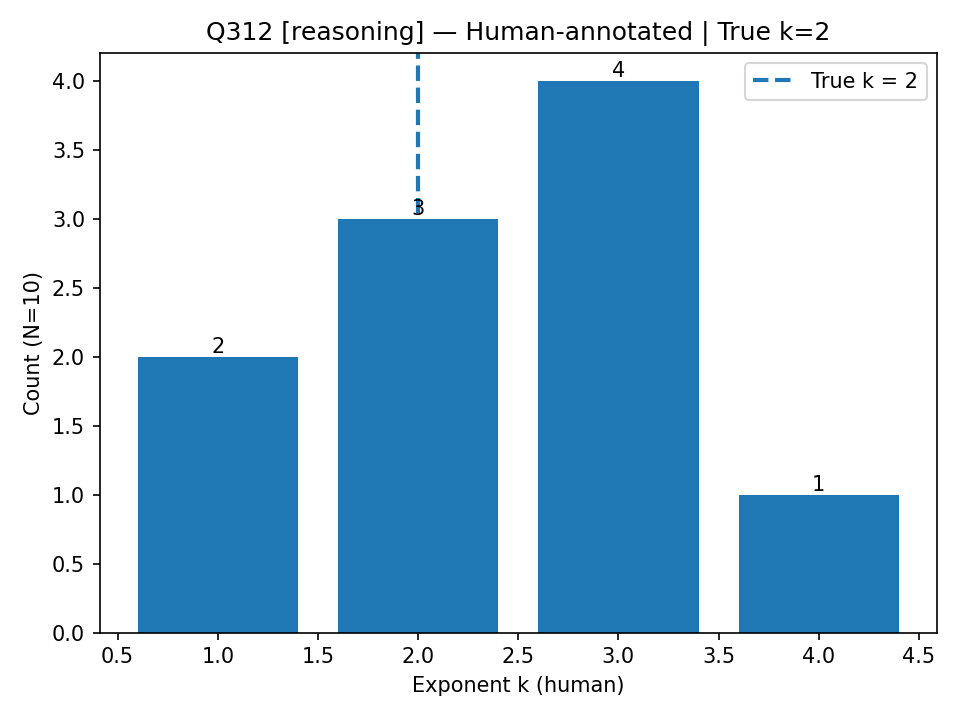 Q312 [reasoning] — Human-annotated | True k=2
True k = 2
4.0
3.5
3.0
2.5
2.0
1.5
1.0
0.5
0.0
Count (N=10)
2
3
4
1
0.5 1.0 1.5 2.0 2.5 3.0 3.5 4.0 4.5
Exponent k (human)